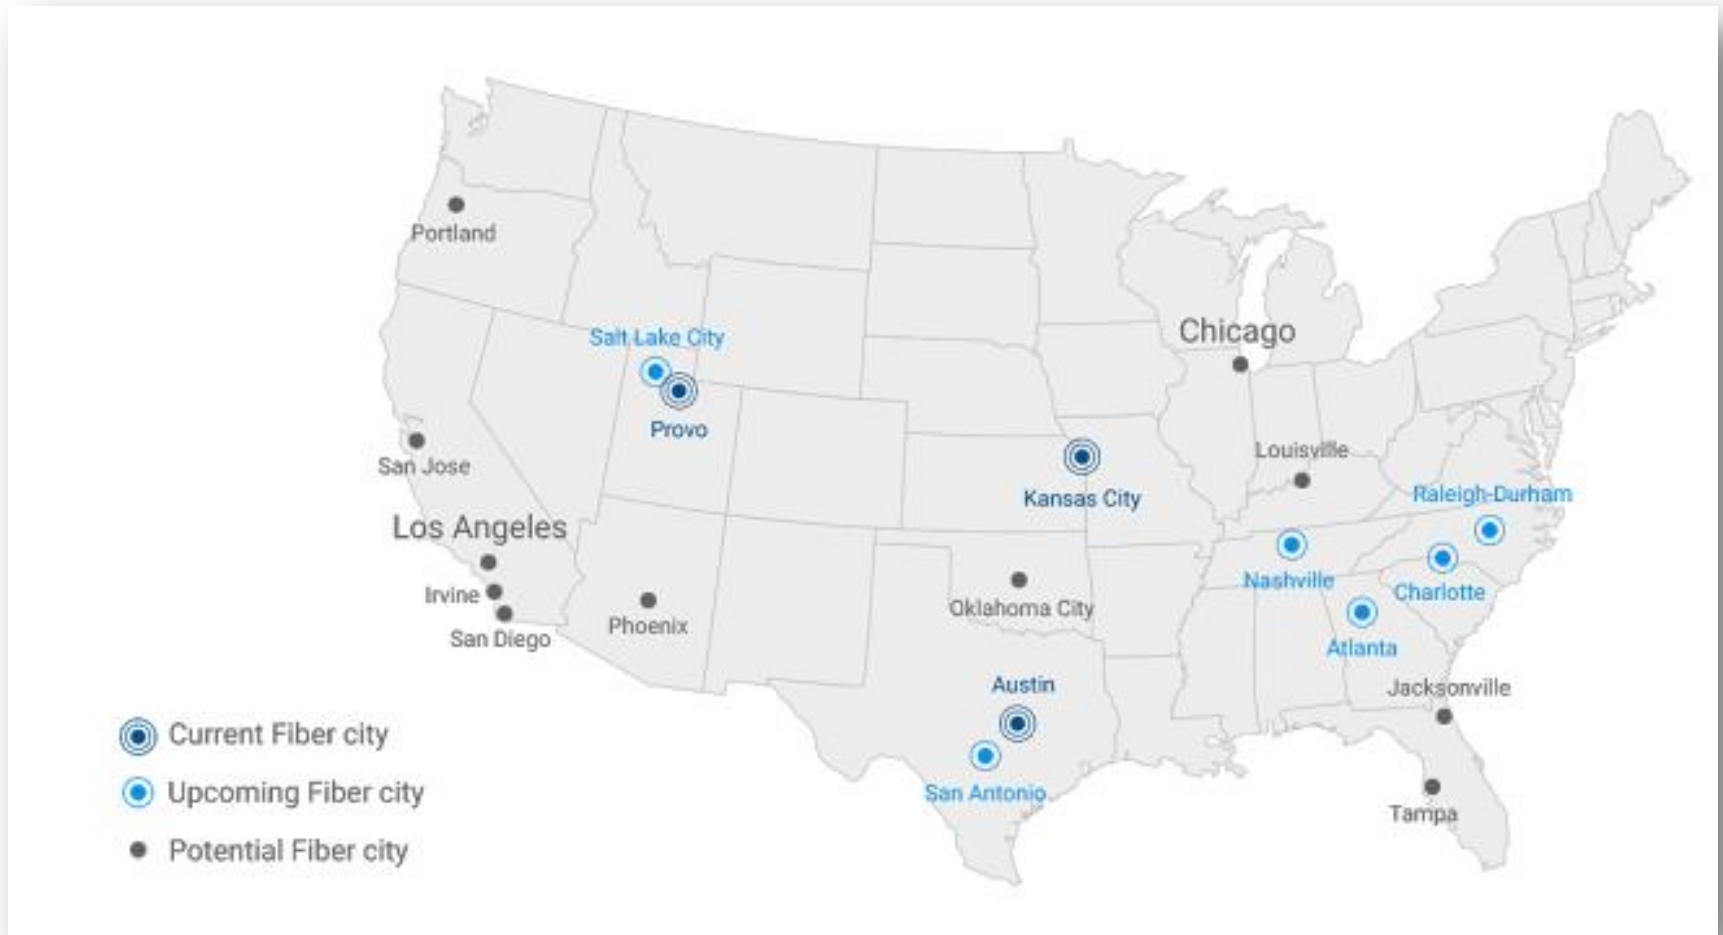 Portland
Salt Lake City
Provo
San Jose
Los Angeles
Irvine
San Diego
Phoenix
Chicago
Louisville
Kansas City
Raleigh-Durham
Nashville
Charlotte
Oklahoma City
Atlanta
Austin
Jacksonville
San Antonio
Tampa
Current Fiber city
Upcoming Fiber city
Potential Fiber city